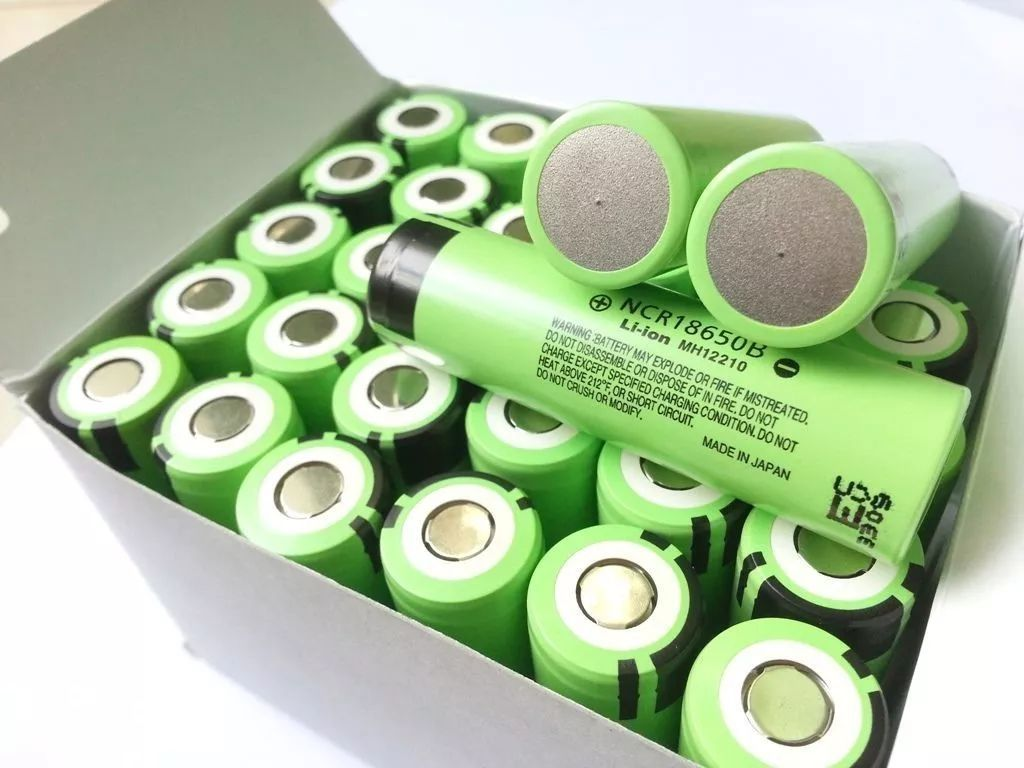 ⊕ NCR18650B ⊖
Li-ion MH12210
WARNING :BATTERY MAY EXPLODE OR FIRE IF MISTREATED.
DO NOT DISASSEMBLE OR DISPOSE OF IN FIRE. DO NOT
CHARGE EXCEPT SPECIFIED CHARGING CONDITION. DO NOT
HEAT ABOVE 212°F OR SHORT CIRCUIT.
DO NOT CRUSH OR MODIFY.
MADE IN JAPAN